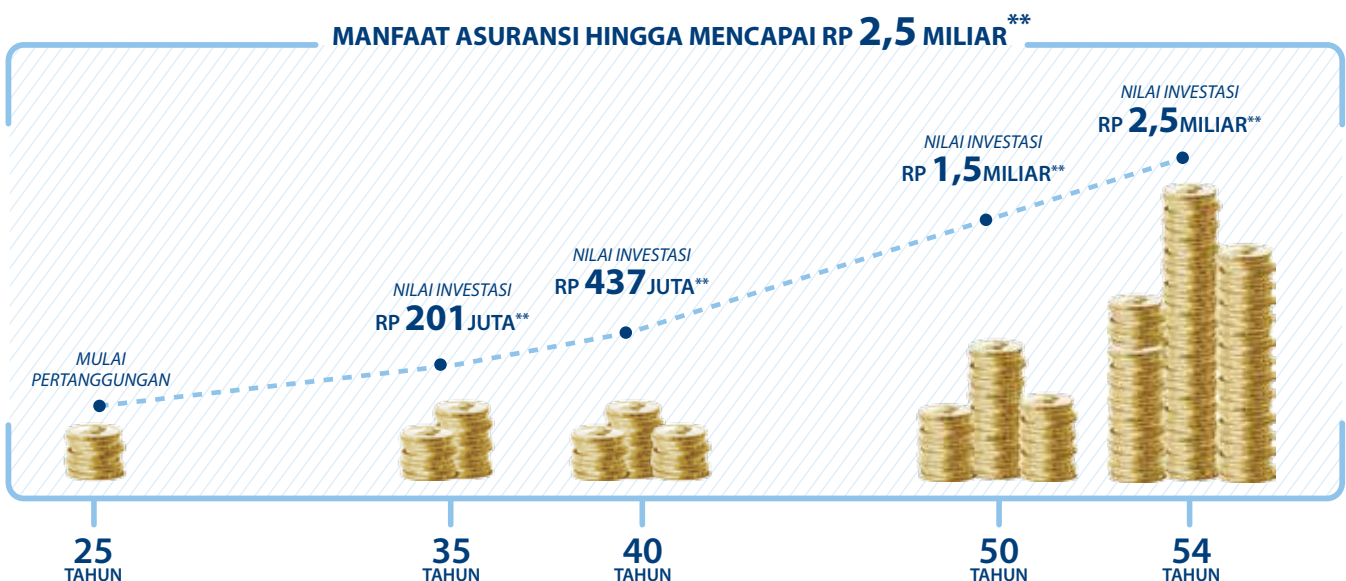 MANFAAT ASURANSI HINGGA MENCAPAI RP 2,5 MILIAR**
NILAI INVESTASI
RP 2,5 MILIAR**
NILAI INVESTASI
RP 1,5 MILIAR**
NILAI INVESTASI
RP 437 JUTA**
NILAI INVESTASI
RP 201 JUTA**
MULAI
PERTANGGUNGAN
25
TAHUN
35
TAHUN
40
TAHUN
50
TAHUN
54
TAHUN